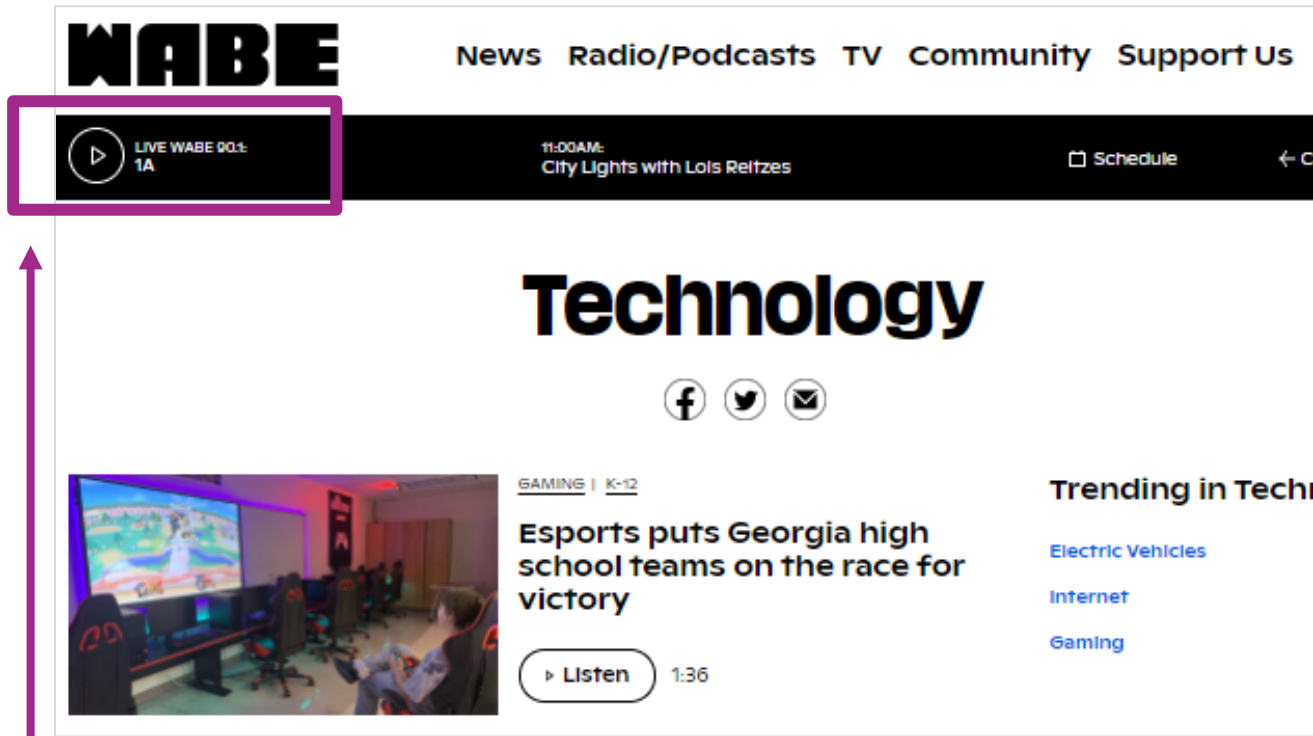 WABE
News Radio/Podcasts TV Community Support Us
LIVE WABE 90.1:
1A
11:00AM:
City Lights with Lois Reitzes
Schedule
Technology
GAMING | K-12
Esports puts Georgia high
school teams on the race for
victory
Listen 1:36
Trending in
Electric Vehicles
Internet
Gaming